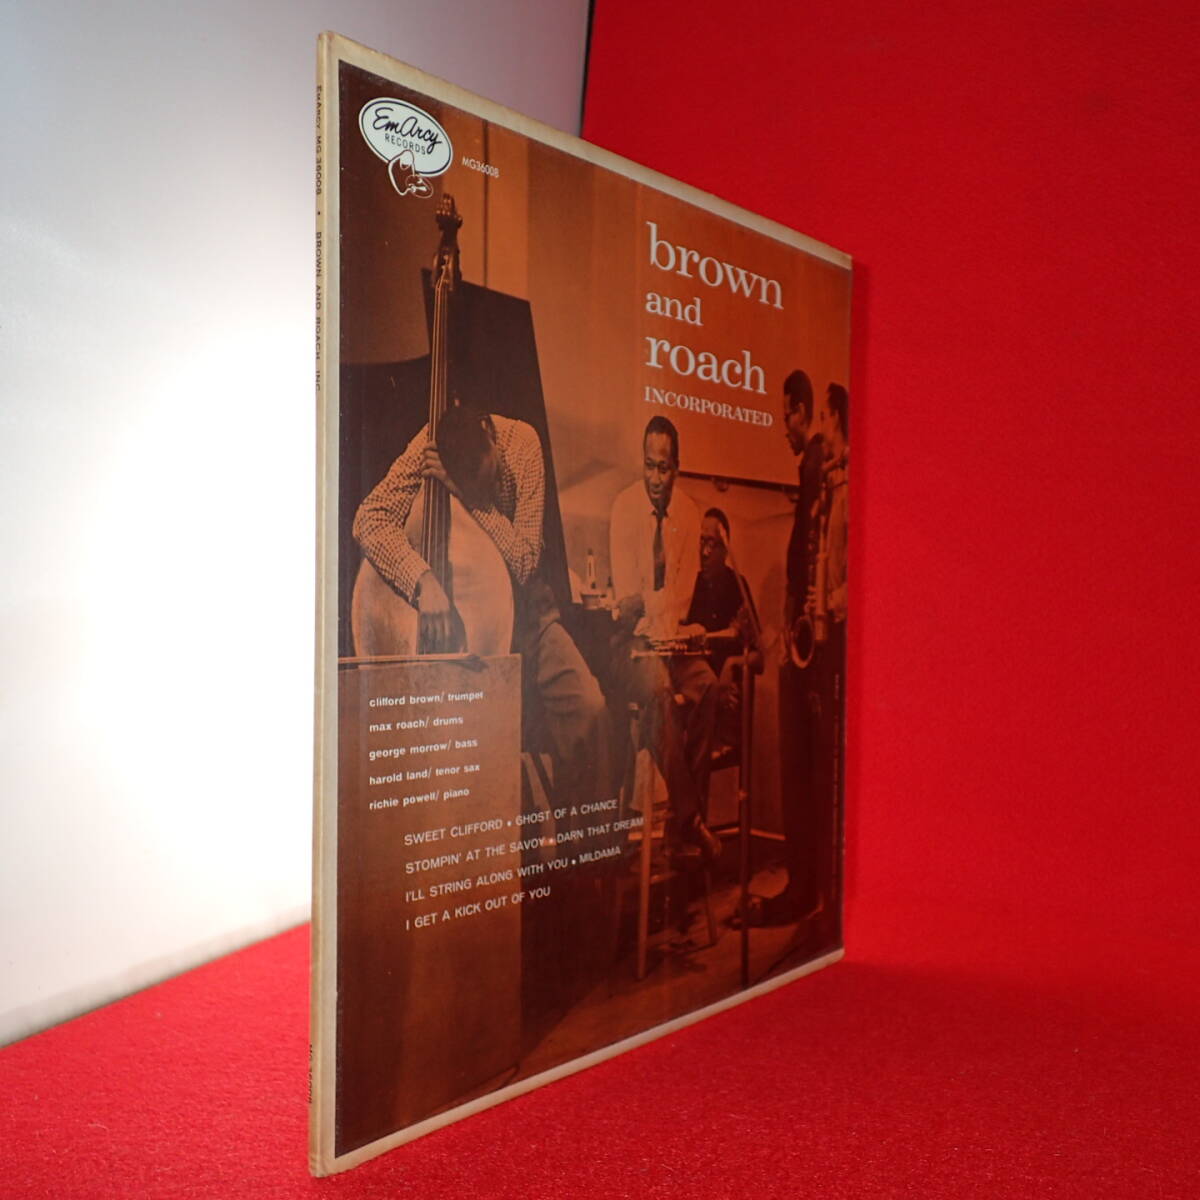 EmArcy
RECORDS
MG36008
brown
and
roach
INCORPORATED
clifford brown/ trumpet
max roach/ drums
george morrow/ bass
harold land/ tenor sax
richie powell/ piano
SWEET CLIFFORD • GHOST OF A CHANCE
STOMPIN' AT THE SAVOY • DARN THAT DREAM
I'LL STRING ALONG WITH YOU • MILDAMA
I GET A KICK OUT OF YOU
EMARCY MG 36008 • BROWN AND ROACH, INC.
MG 36008